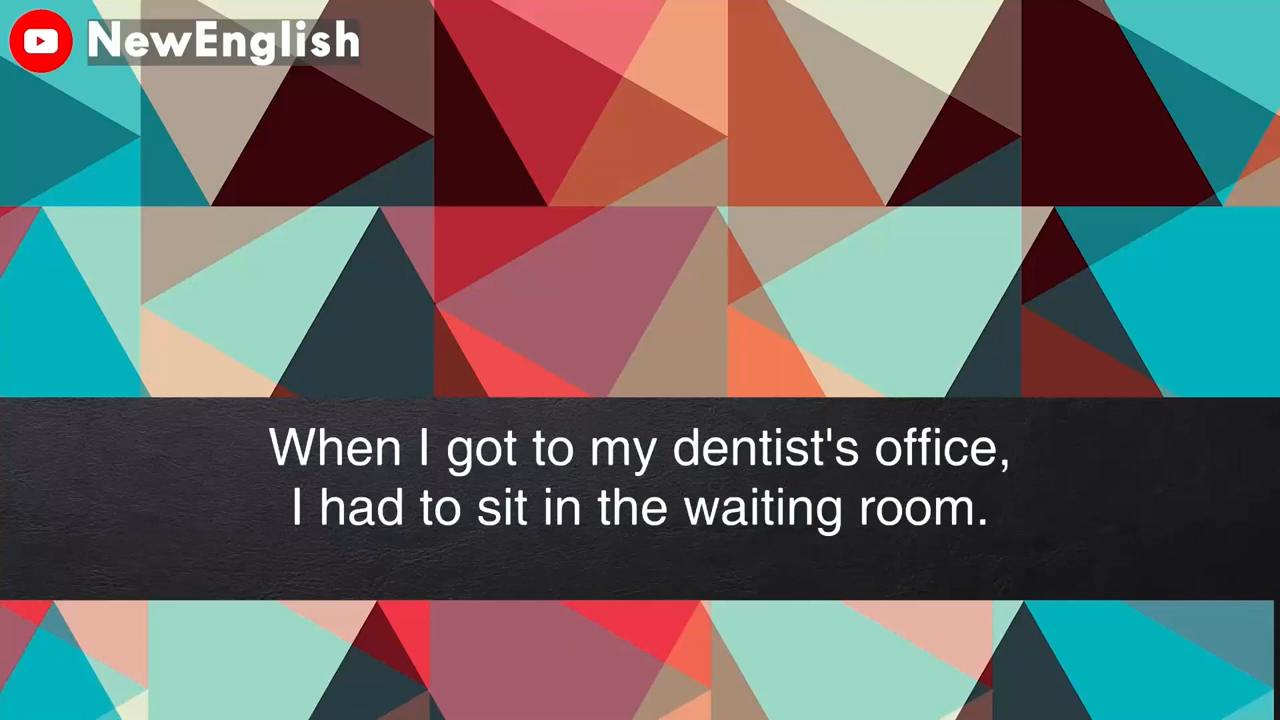 NewEnglish
When I got to my dentist's office,
I had to sit in the waiting room.